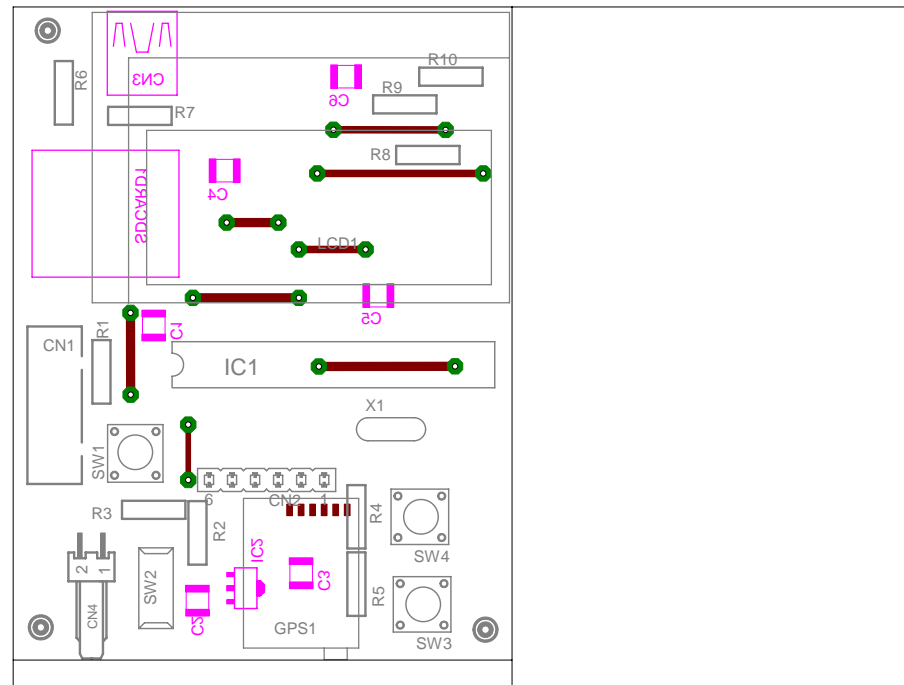 R10
CN3
R6
C6
R9
R7
R8
C4
SDCARD1
LCD1
C5
C1
R1
CN1
IC1
X1
SW1
6
CN2
1
R3
R2
R4
SW4
IC2
2
1
SW2
C3
R5
CN4
C2
GPS1
SW3